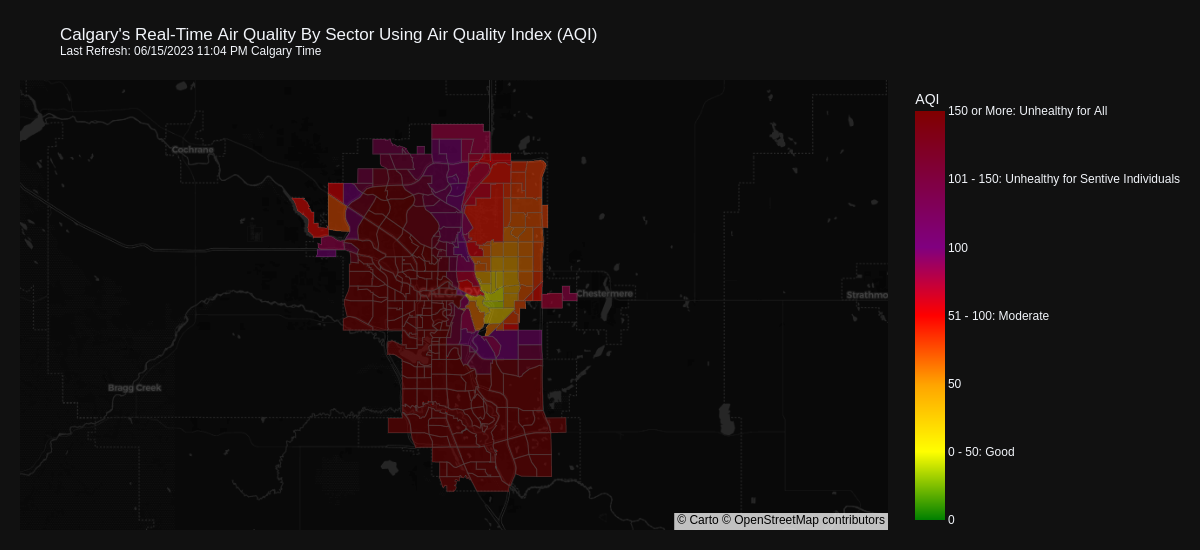 Calgary's Real-Time Air Quality By Sector Using Air Quality Index (AQI)
Last Refresh: 06/15/2023 11:04 PM Calgary Time
AQI
150 or More: Unhealthy for All
Cochrane
101 - 150: Unhealthy for Sentive Individuals
100
Chestermere
Strathmo
51 - 100: Moderate
Bragg Creek
50
0 - 50: Good
0
© Carto © OpenStreetMap contributors